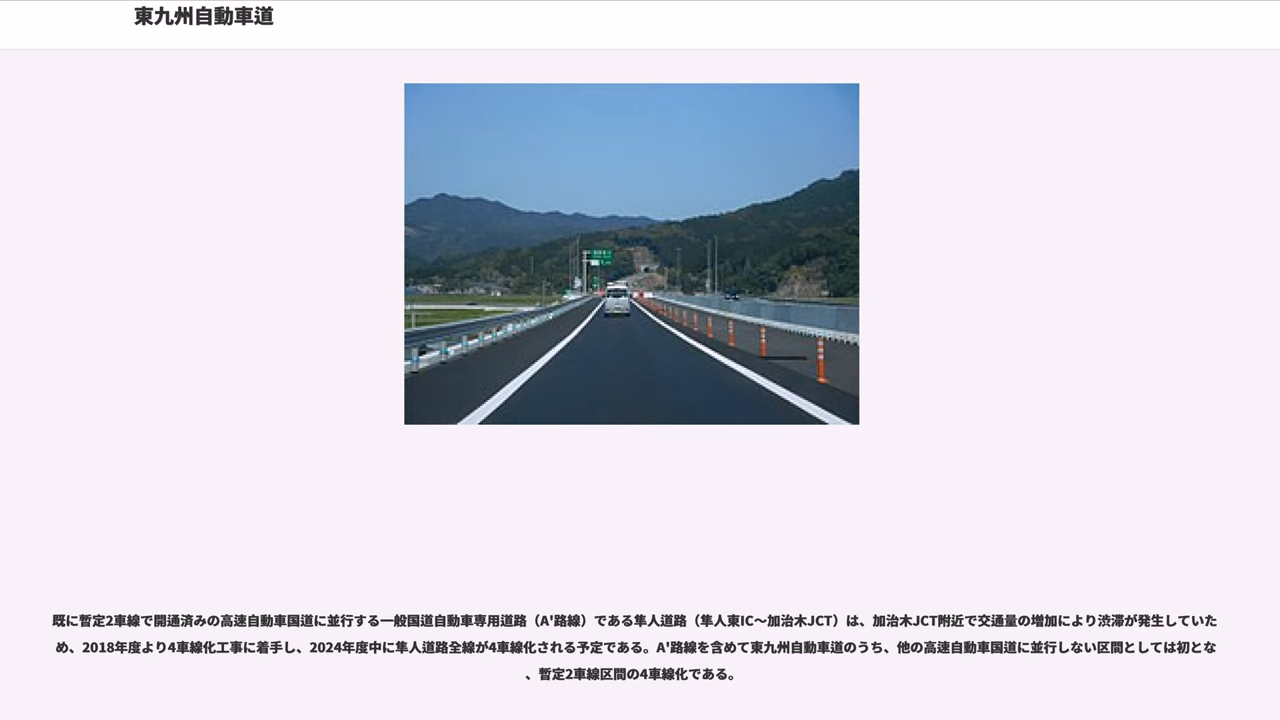 東九州自動車道
既に暫定2車線で開通済みの高速自動車国道に並行する一般国道自動車専用道路（A'路線）である隼人道路（隼人東IC〜加治木JCT）は、加治木JCT附近で交通量の増加により渋滞が発生していた
め、2018年度より4車線化工事に着手し、2024年度中に隼人道路全線が4車線化される予定である。A'路線を含めて東九州自動車道のうち、他の高速自動車国道に並行しない区間としては初とな
、暫定2車線区間の4車線化である。